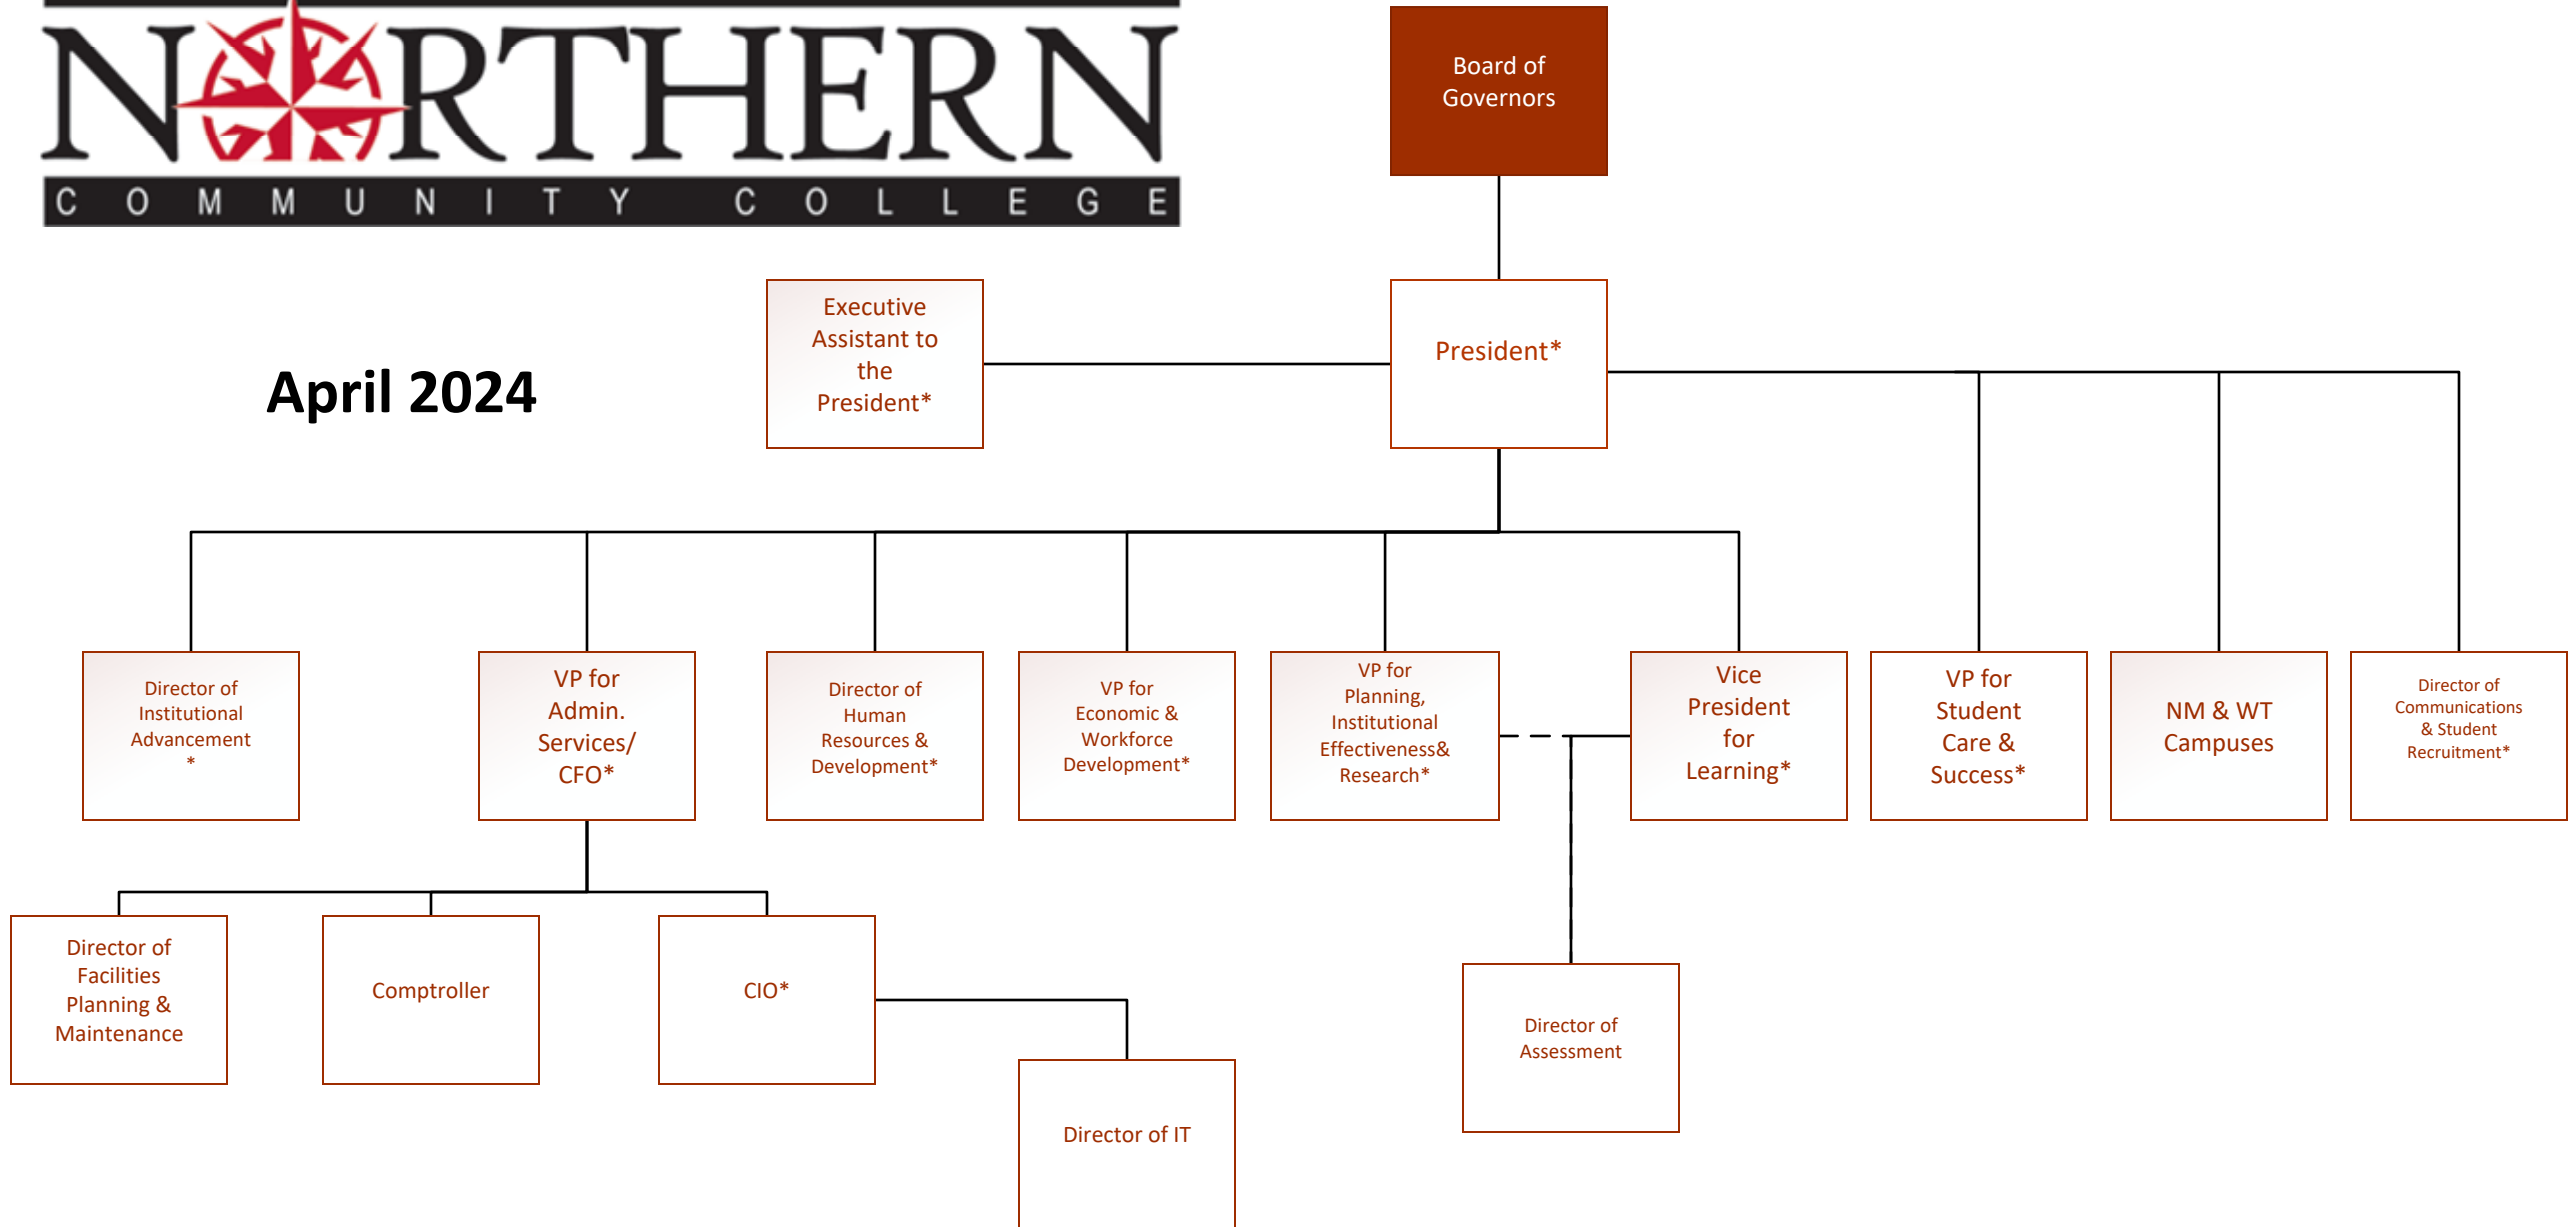 NORTHERN
COMMUNITY COLLEGE
Board of
Governors
Executive
Assistant to
the
President*
President*
April 2024
Director of
Institutional
Advancement
*
VP for
Admin.
Services/
CFO*
Director of
Human
Resources &
Development*
VP for
Economic &
Workforce
Development*
VP for
Planning,
Institutional
Effectiveness&
Research*
Vice
President
for
Learning*
VP for
Student
Care &
Success*
NM & WT
Campuses
Director of
Communications
& Student
Recruitment*
Director of
Facilities
Planning &
Maintenance
Comptroller
CIO*
Director of
Assessment
Director of IT